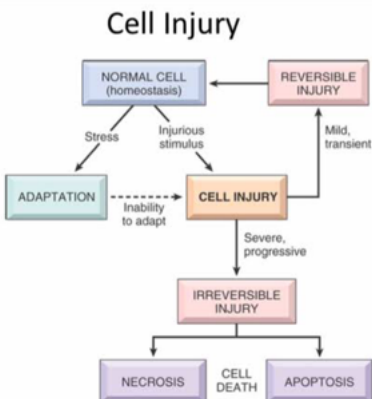 Cell Injury
NORMAL CELL
(homeostasis)
REVERSIBLE
INJURY
Stress
Injurious
stimulus
Mild,
transient
ADAPTATION
Inability
to adapt
CELL INJURY
Severe,
progressive
IRREVERSIBLE
INJURY
NECROSIS
CELL
DEATH
APOPTOSIS